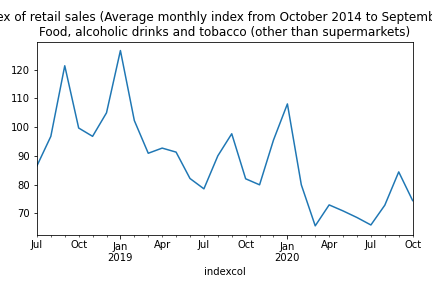 ex of retail sales (Average monthly index from October 2014 to Septemb
Food, alcoholic drinks and tobacco (other than supermarkets)
120
110
100
90
80
70
Jul Oct Jan Apr Jul Oct Jan Apr Jul Oct
2019 2020
indexcol